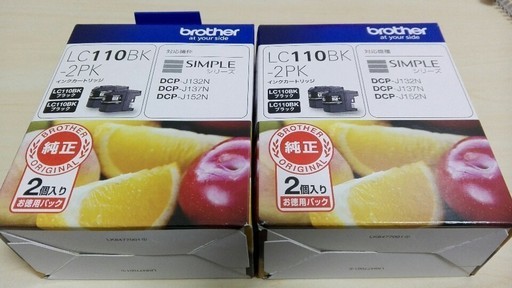 brother
at your side
LC110BK
-2PK
インクカートリッジ
対応機種
SIMPLE
シリーズ
DCP-J132N
DCP-J137N
DCP-J152N
LC110BK
ブラック
LC110BK
ブラック
BROTHER
純正
ORIGINAL
2個入り
お徳用パック
brother
at your side
LC110BK
-2PK
インクカートリッジ
対応機種
SIMPLE
シリーズ
DCP-J132N
DCP-J137N
DCP-J152N
LC110BK
ブラック
LC110BK
ブラック
BROTHER
純正
ORIGINAL
2個入り
お徳用パック